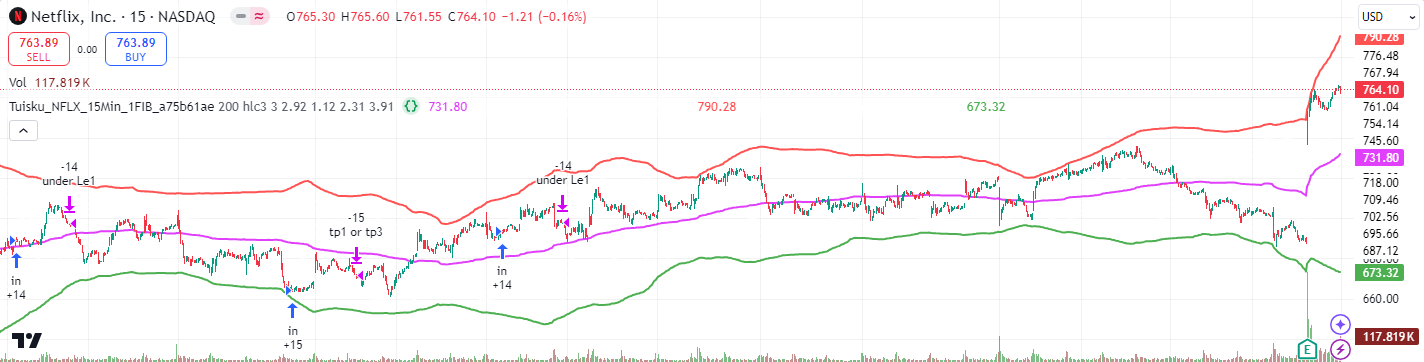 Netflix, Inc. · 15 · NASDAQ O765.30 H765.60 L761.55 C764.10 −1.21 (−0.16%)
763.89 SELL
0.00
763.89 BUY
Vol 117.819 K
Tuisku_NFLX_15Min_1FIB_a75b61ae 200 hlc3 3 2.92 1.12 2.31 3.91 {} 731.80 790.28 673.32
-14
under Le1
-15
tp1 or tp3
-14
under Le1
in
+14
in
+15
in
+14
E
USD
790.28
776.48
767.94
764.10
761.04
754.14
745.60
731.80
718.00
709.46
702.56
695.66
687.12
673.32
660.00
117.819 K